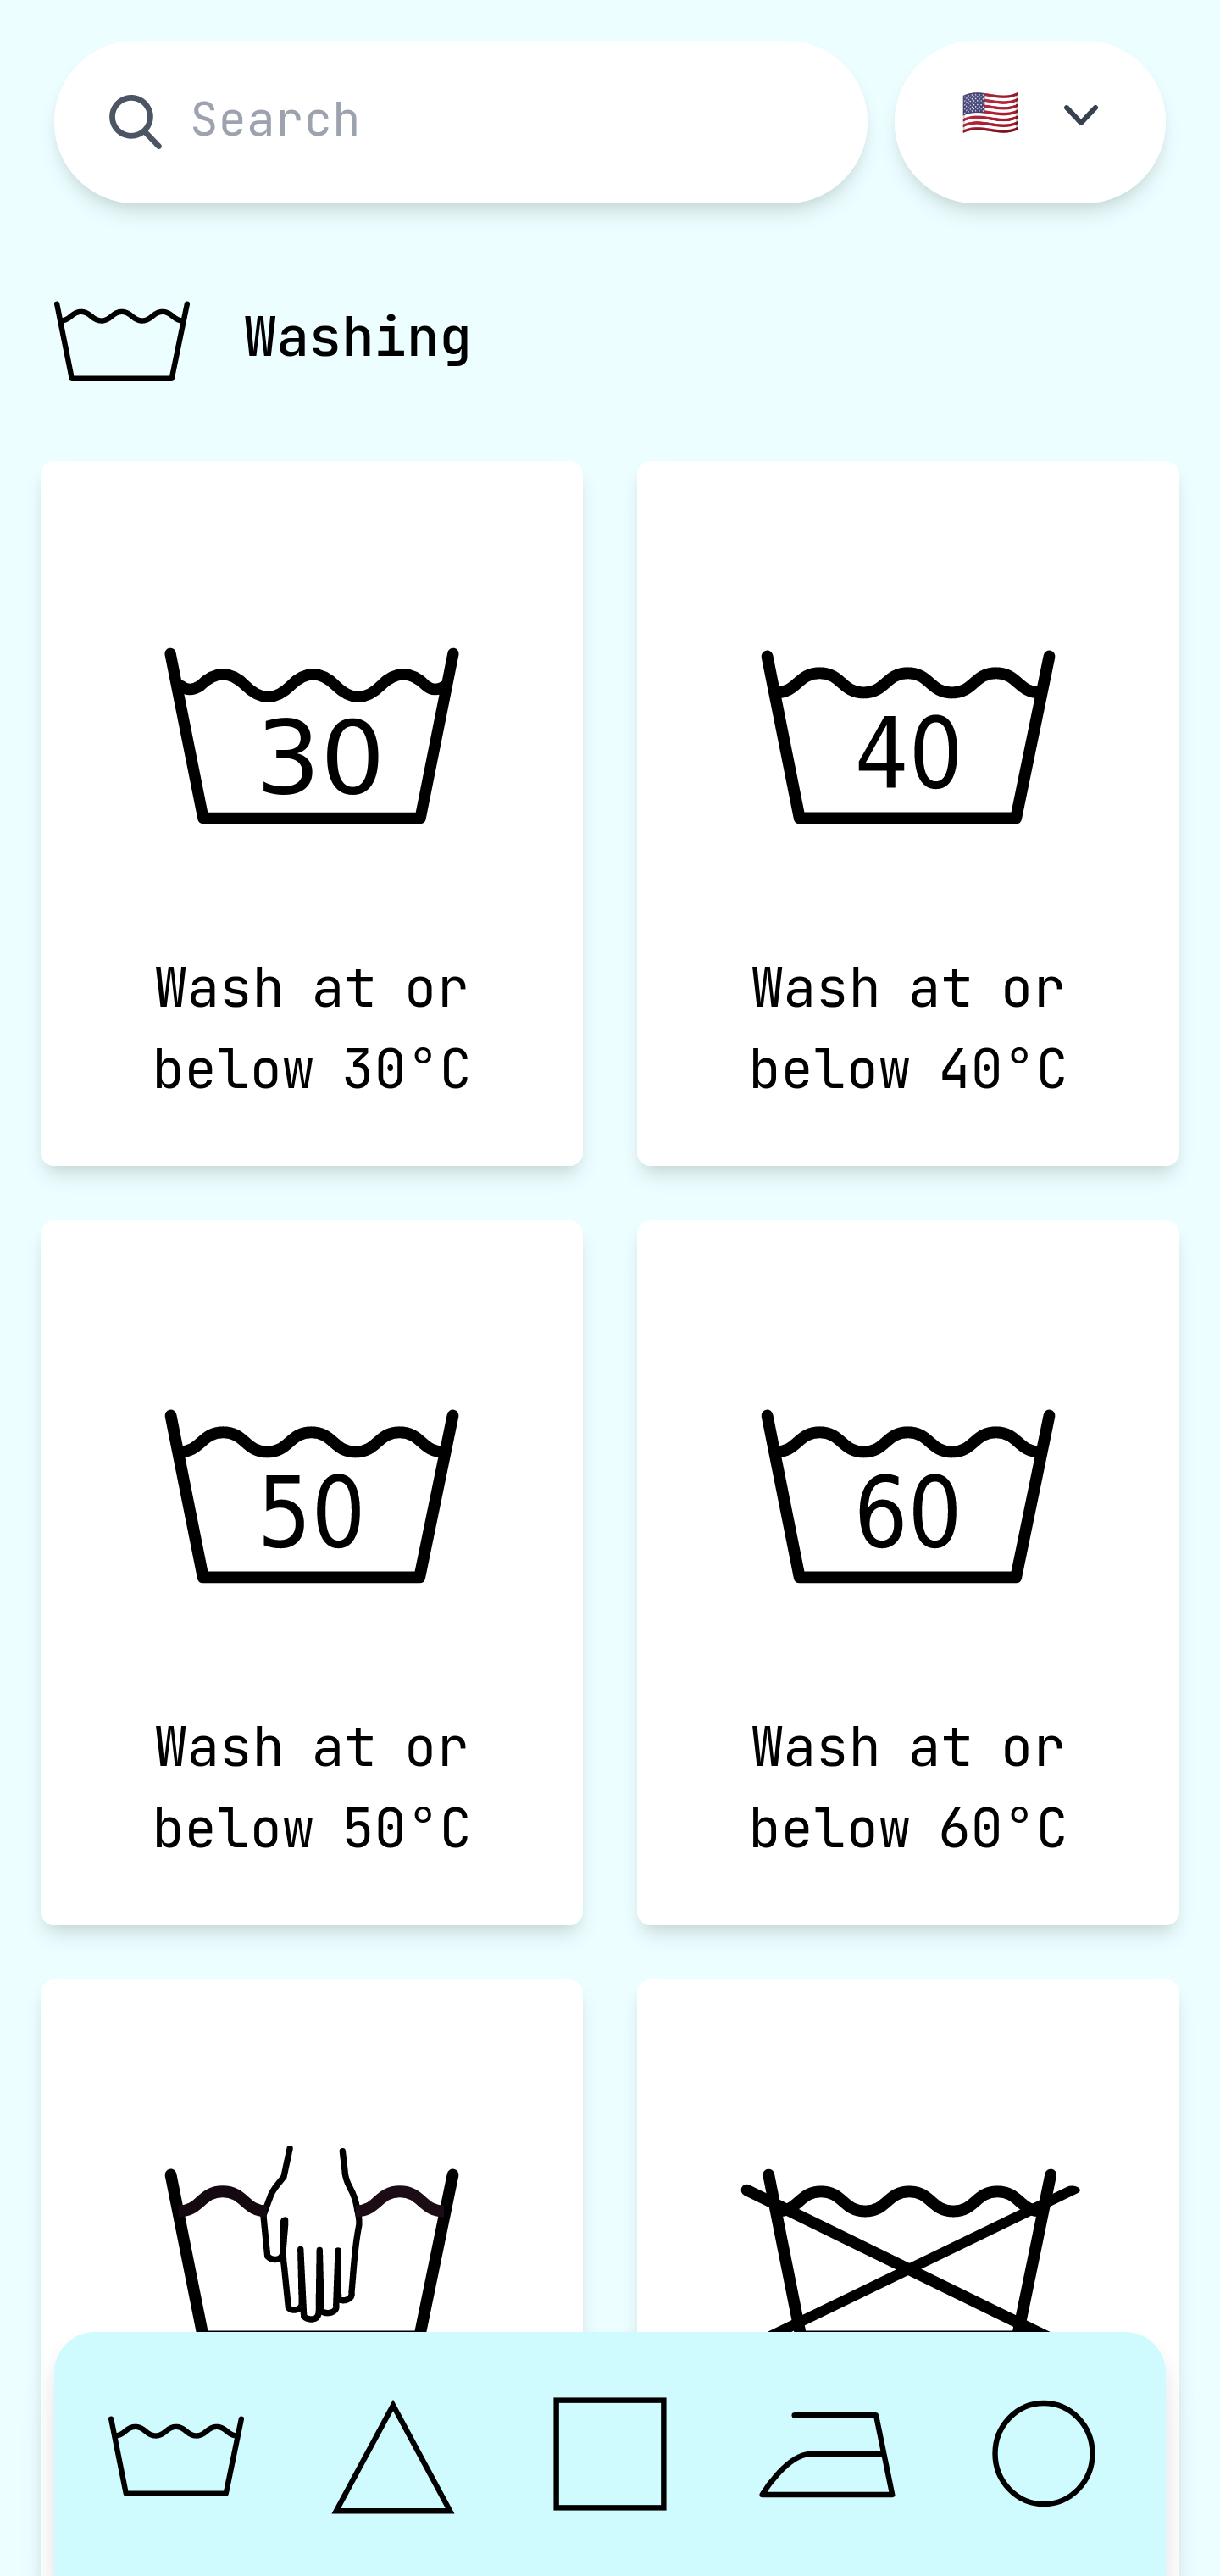 Search
Washing
30
40
Wash at or
below 30°C
Wash at or
below 40°C
50
60
Wash at or
below 50°C
Wash at or
below 60°C